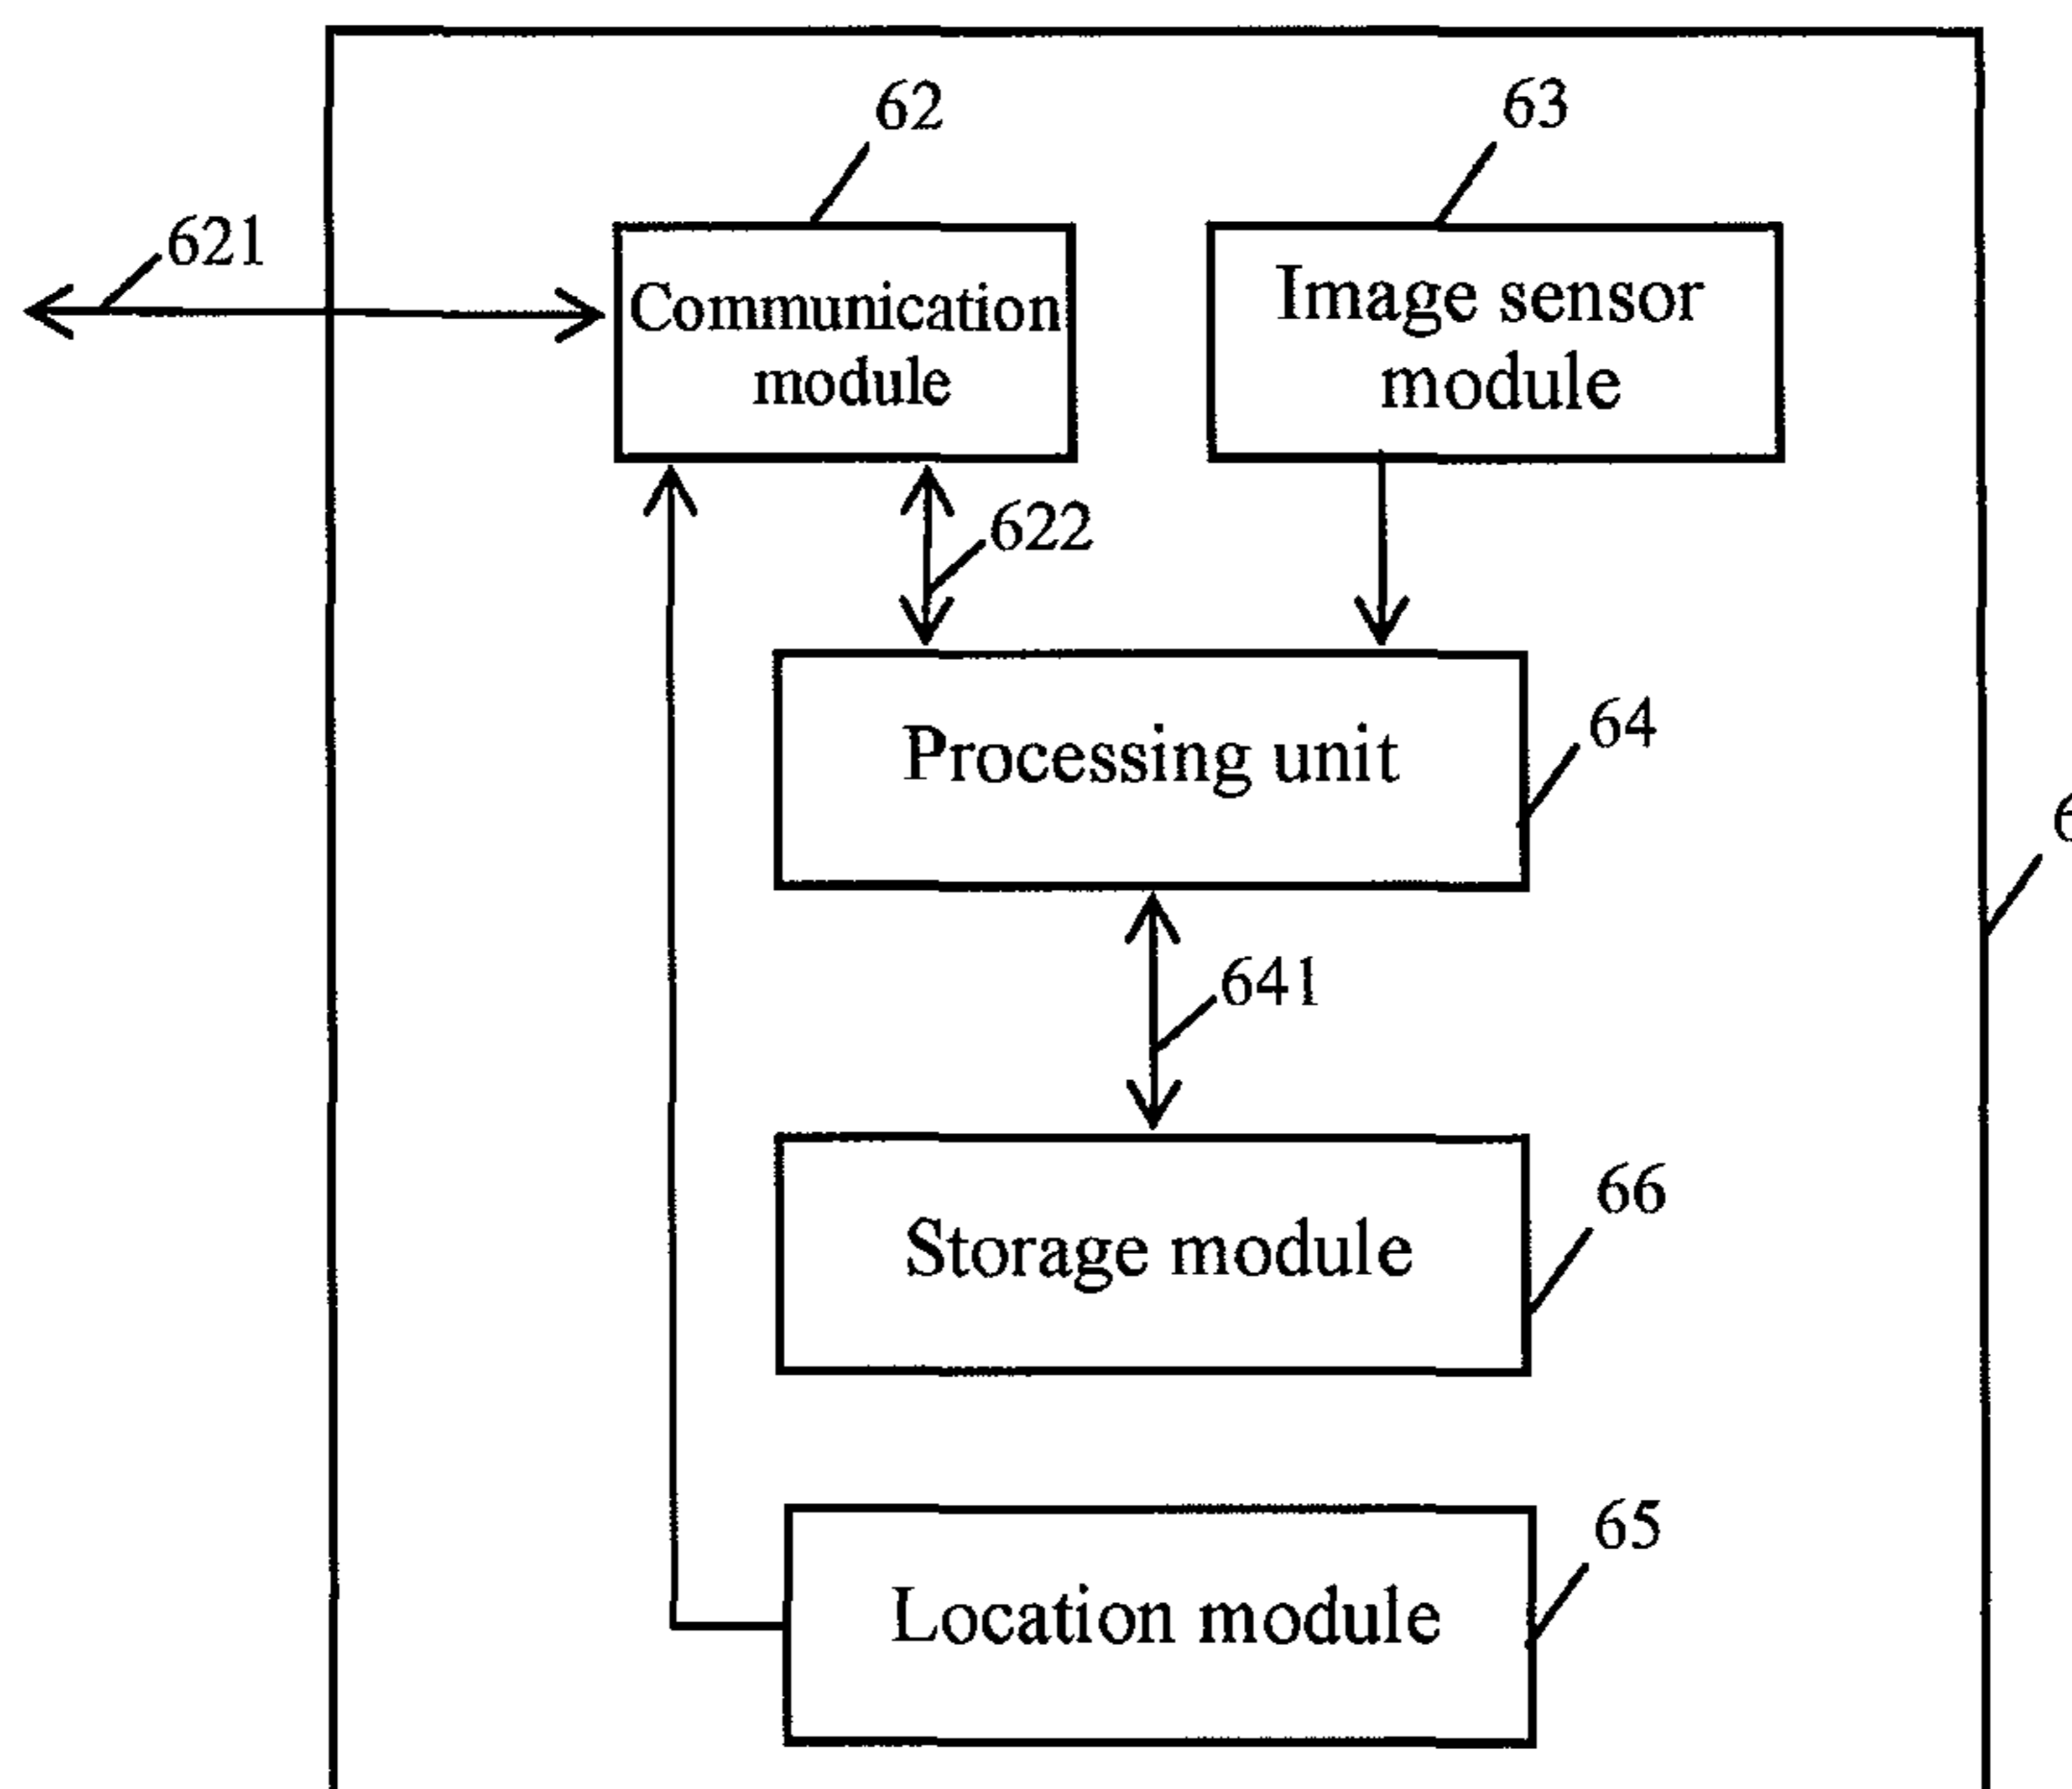 62
63
621
Communication
module
Image sensor
module
622
Processing unit
64
641
66
Storage module
65
Location module